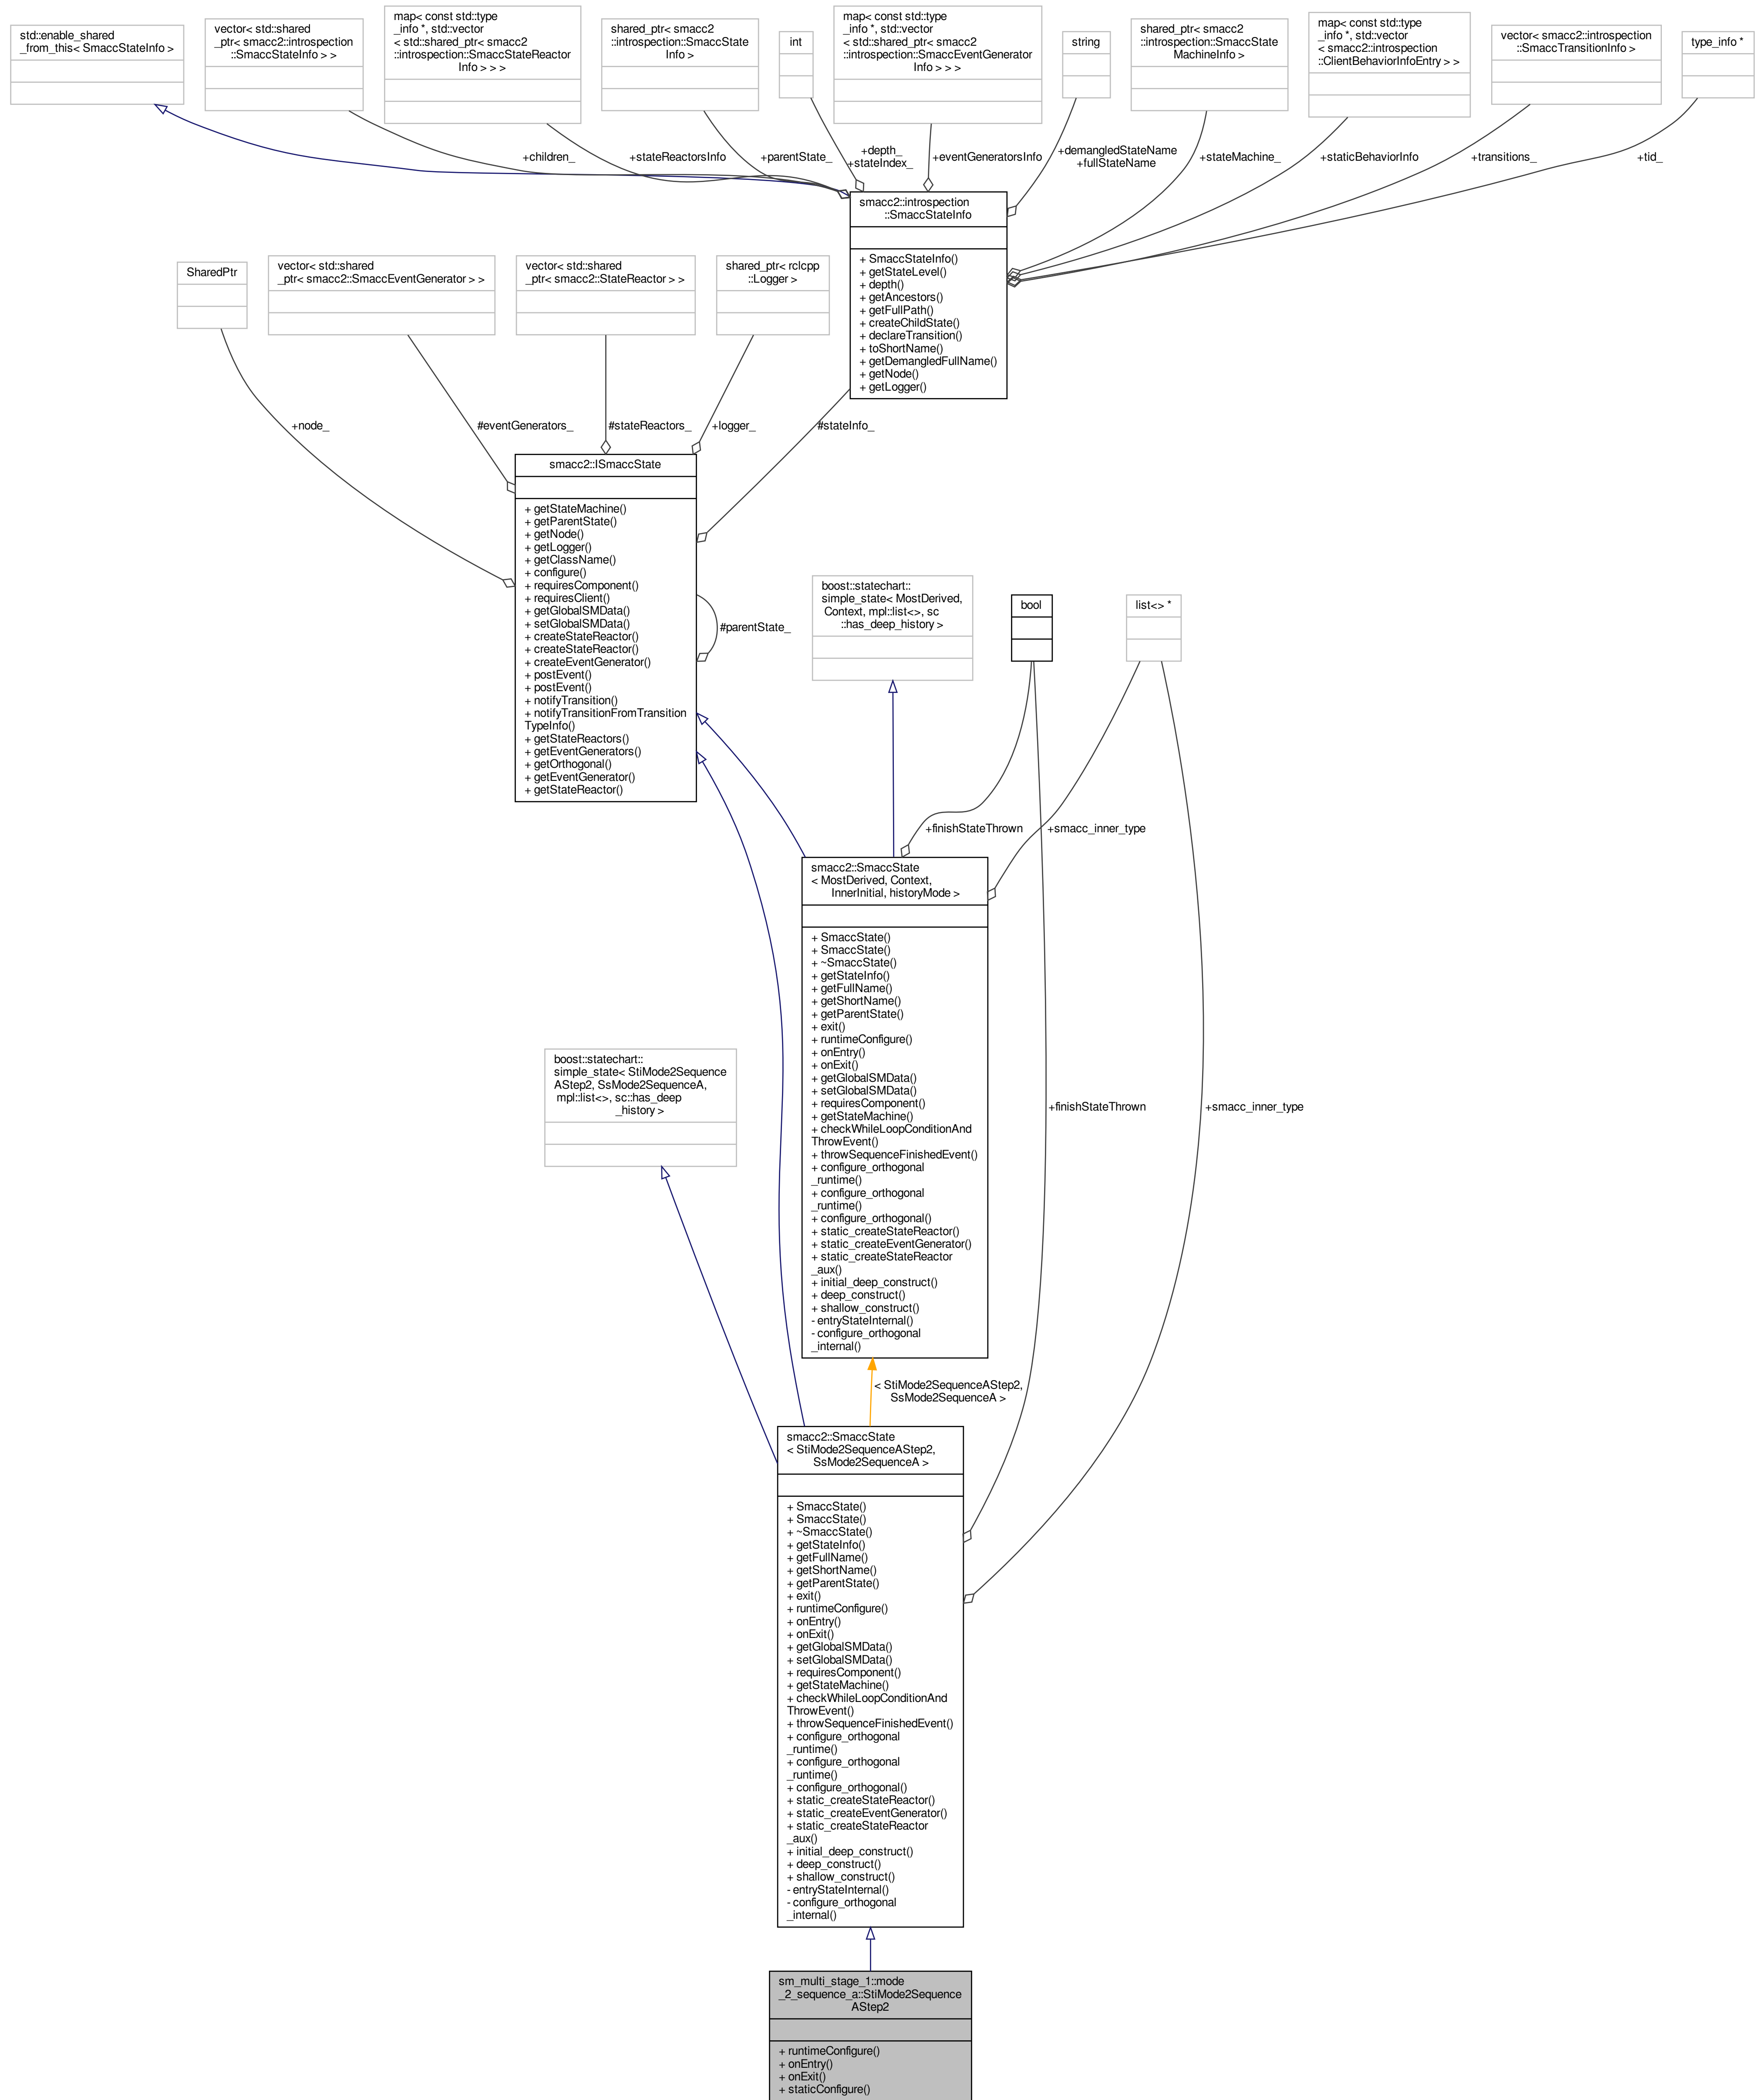 std::enable_shared
_from_this< SmaccStateInfo >
vector< std::shared
_ptr< smacc2::introspection
::SmaccStateInfo > >
map< const std::type
_info *, std::vector
< std::shared_ptr< smacc2
::introspection::SmaccStateReactor
Info > > >
shared_ptr< smacc2
::introspection::SmaccState
Info >
int
map< const std::type
_info *, std::vector
< std::shared_ptr< smacc2
::introspection::SmaccEventGenerator
Info > > >
string
shared_ptr< smacc2
::introspection::SmaccState
MachineInfo >
map< const std::type
_info *, std::vector
< smacc2::introspection
::ClientBehaviorInfoEntry > >
vector< smacc2::introspection
::SmaccTransitionInfo >
type_info *
+children_
+stateReactorsInfo
+parentState_
+depth_
+stateIndex_
+eventGeneratorsInfo
+demangledStateName
+fullStateName
+stateMachine_
+staticBehaviorInfo
+transitions_
+tid_
smacc2::introspection
::SmaccStateInfo
+ SmaccStateInfo()
+ getStateLevel()
+ depth()
+ getAncestors()
+ getFullPath()
+ createChildState()
+ declareTransition()
+ toShortName()
+ getDemangledFullName()
+ getNode()
+ getLogger()
SharedPtr
vector< std::shared
_ptr< smacc2::SmaccEventGenerator > >
vector< std::shared
_ptr< smacc2::StateReactor > >
shared_ptr< rclcpp
::Logger >
+node_
#eventGenerators_
#stateReactors_
+logger_
#stateInfo_
smacc2::ISmaccState
+ getStateMachine()
+ getParentState()
+ getNode()
+ getLogger()
+ getClassName()
+ configure()
+ requiresComponent()
+ requiresClient()
+ getGlobalSMData()
+ setGlobalSMData()
+ createStateReactor()
+ createStateReactor()
+ createEventGenerator()
+ postEvent()
+ postEvent()
+ notifyTransition()
+ notifyTransitionFromTransition
TypeInfo()
+ getStateReactors()
+ getEventGenerators()
+ getOrthogonal()
+ getEventGenerator()
+ getStateReactor()
#parentState_
boost::statechart::
simple_state< MostDerived,
Context, mpl::list<>, sc
::has_deep_history >
bool
list<> *
+finishStateThrown
+smacc_inner_type
smacc2::SmaccState
< MostDerived, Context,
InnerInitial, historyMode >
+ SmaccState()
+ SmaccState()
+ ~SmaccState()
+ getStateInfo()
+ getFullName()
+ getShortName()
+ getParentState()
+ exit()
+ runtimeConfigure()
+ onEntry()
+ onExit()
+ getGlobalSMData()
+ setGlobalSMData()
+ requiresComponent()
+ getStateMachine()
+ checkWhileLoopConditionAnd
ThrowEvent()
+ throwSequenceFinishedEvent()
+ configure_orthogonal
_runtime()
+ configure_orthogonal
_runtime()
+ configure_orthogonal()
+ static_createStateReactor()
+ static_createEventGenerator()
+ static_createStateReactor
_aux()
+ initial_deep_construct()
+ deep_construct()
+ shallow_construct()
- entryStateInternal()
- configure_orthogonal
_internal()
boost::statechart::
simple_state< StiMode2Sequence
AStep2, SsMode2SequenceA,
mpl::list<>, sc::has_deep
_history >
+finishStateThrown
+smacc_inner_type
< StiMode2SequenceAStep2,
SsMode2SequenceA >
smacc2::SmaccState
< StiMode2SequenceAStep2,
SsMode2SequenceA >
+ SmaccState()
+ SmaccState()
+ ~SmaccState()
+ getStateInfo()
+ getFullName()
+ getShortName()
+ getParentState()
+ exit()
+ runtimeConfigure()
+ onEntry()
+ onExit()
+ getGlobalSMData()
+ setGlobalSMData()
+ requiresComponent()
+ getStateMachine()
+ checkWhileLoopConditionAnd
ThrowEvent()
+ throwSequenceFinishedEvent()
+ configure_orthogonal
_runtime()
+ configure_orthogonal
_runtime()
+ configure_orthogonal()
+ static_createStateReactor()
+ static_createEventGenerator()
+ static_createStateReactor
_aux()
+ initial_deep_construct()
+ deep_construct()
+ shallow_construct()
- entryStateInternal()
- configure_orthogonal
_internal()
sm_multi_stage_1::mode
_2_sequence_a::StiMode2Sequence
AStep2
+ runtimeConfigure()
+ onEntry()
+ onExit()
+ staticConfigure()